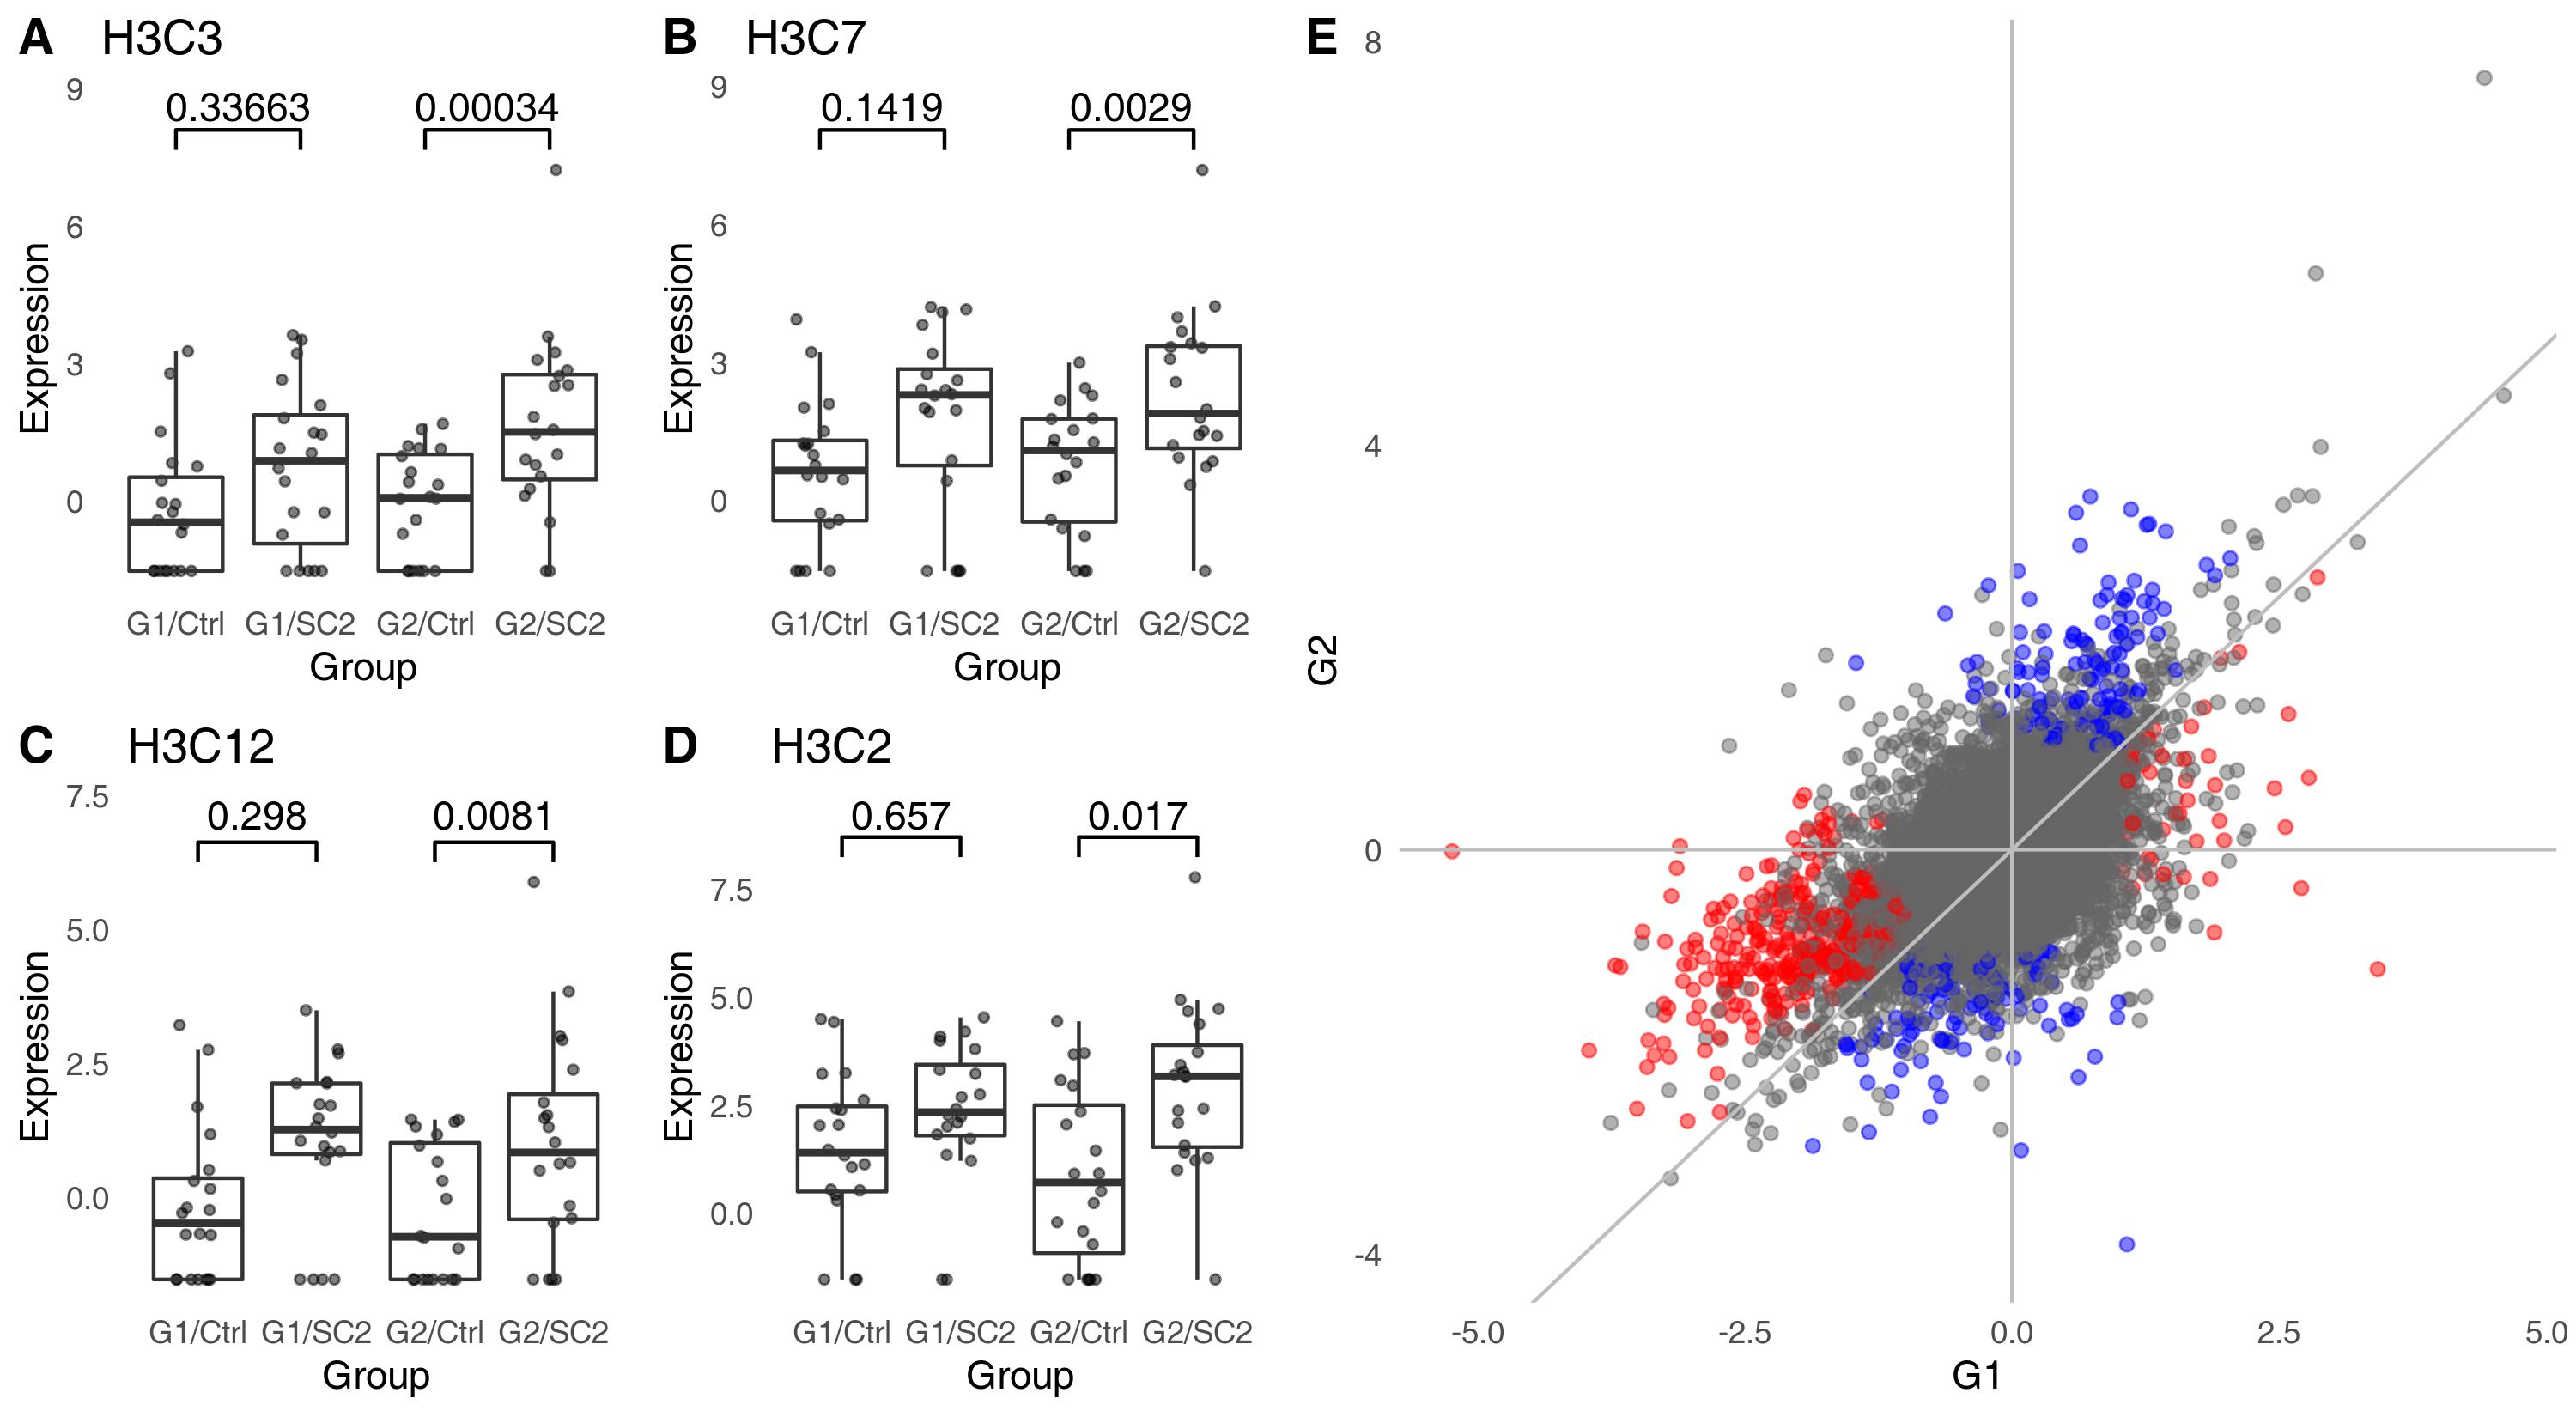 A H3C3
9
6
3
0
Expression
0.33663 0.00034
G1/Ctrl G1/SC2 G2/Ctrl G2/SC2
Group
B H3C7
9
6
3
0
Expression
0.1419 0.0029
G1/Ctrl G1/SC2 G2/Ctrl G2/SC2
Group
C H3C12
7.5
5.0
2.5
0.0
Expression
0.298 0.0081
G1/Ctrl G1/SC2 G2/Ctrl G2/SC2
Group
D H3C2
7.5
5.0
2.5
0.0
Expression
0.657 0.017
G1/Ctrl G1/SC2 G2/Ctrl G2/SC2
Group
E
8
4
0
-4
G2
-5.0 -2.5 0.0 2.5 5.0
G1